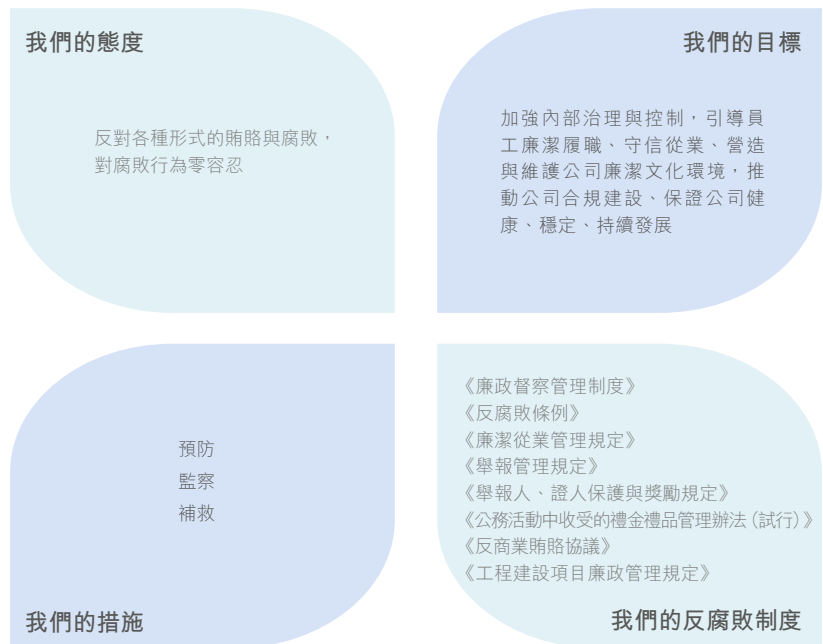 我們的態度
反對各種形式的賄賂與腐敗，
對腐敗行為零容忍
我們的目標
加強內部治理與控制，引導員
工廉潔履職、守信從業、營造
與維護公司廉潔文化環境，推
動公司合規建設、保證公司健
康、穩定、持續發展
預防
監察
補救
我們的措施
《廉政督察管理制度》
《反腐敗條例》
《廉潔從業管理規定》
《舉報管理規定》
《舉報人、證人保護與獎勵規定》
《公務活動中收受的禮金禮品管理辦法（試行）》
《反商業賄賂協議》
《工程建設項目廉政管理規定》
我們的反腐敗制度